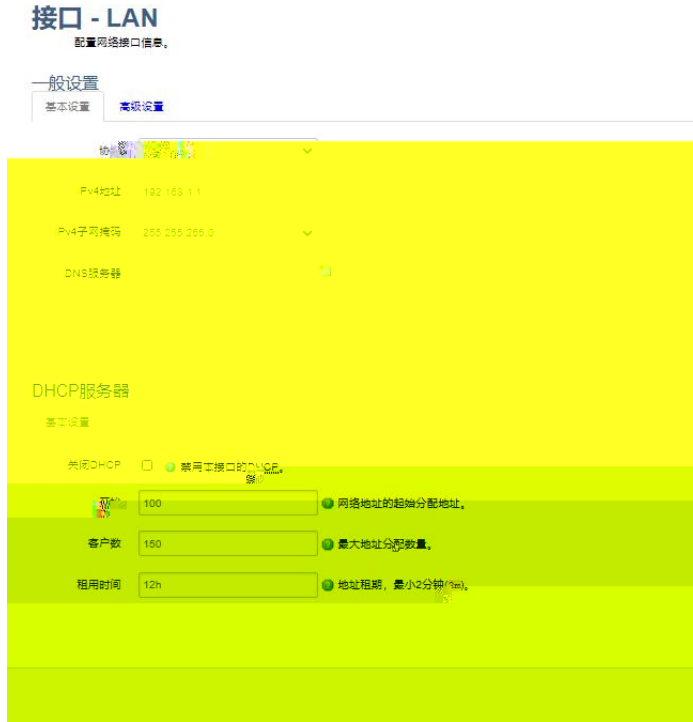 接口 - LAN
配置网络接口信息。
一般设置
基本设置 高级设置
Pv4地址 192.168.1.1
Pv4子网掩码 255.255.255.0
DNS服务器
DHCP服务器
基本设置
关闭DHCP 禁用本接口的DHCP。
开始 100 网络地址的起始分配地址。
客户数 150 最大地址分配数量。
租用时间 12h 地址租期，最小2分钟(2m)。